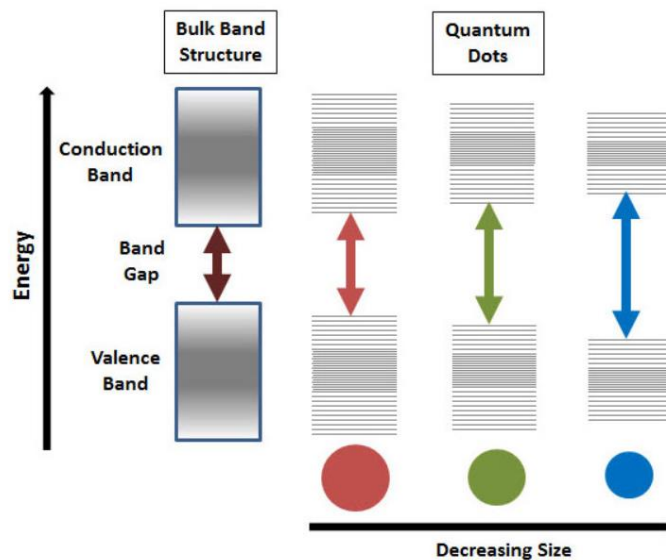 Bulk Band
Structure
Quantum
Dots
Conduction
Band
Band
Gap
Energy
Valence
Band
Decreasing Size